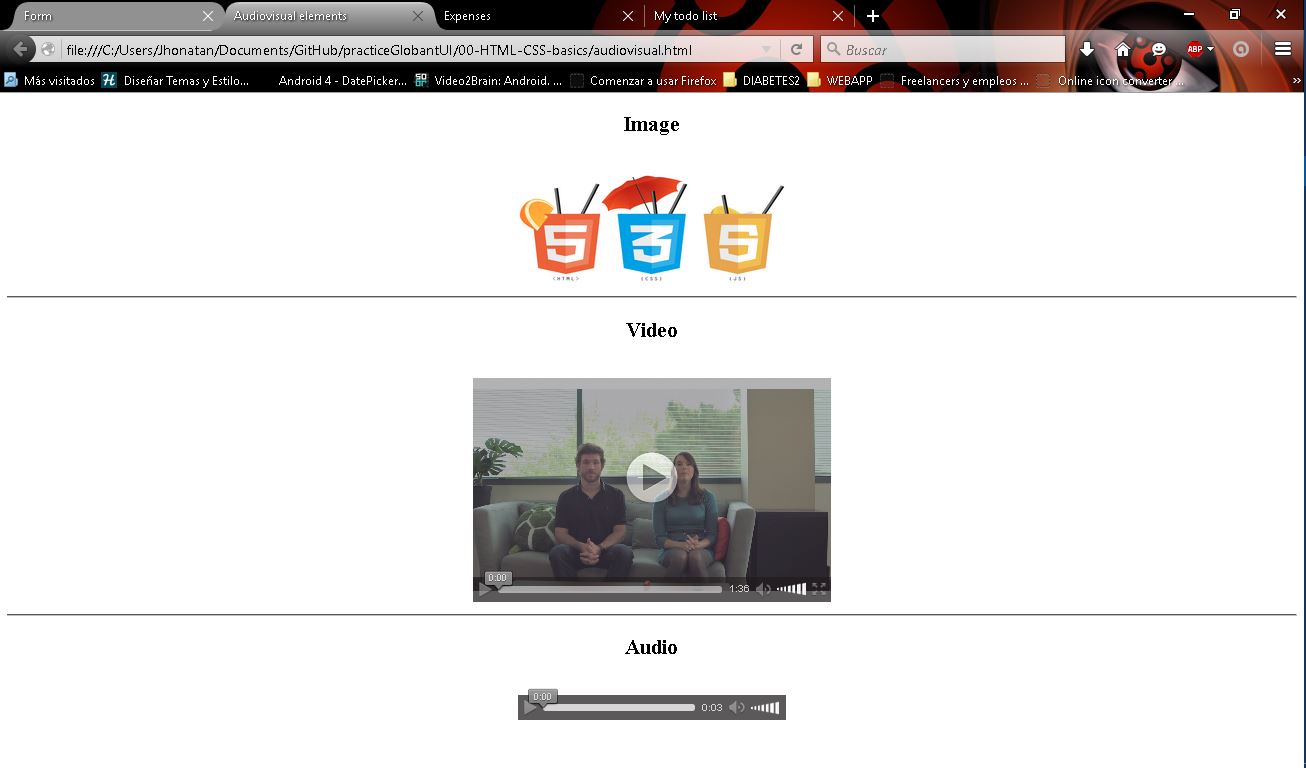 Form
Audiovisual elements
Expenses
My todo list
file:///C:/Users/Jhonatan/Documents/GitHub/practiceGlobantUI/00-HTML-CSS-basics/audiovisual.html
Buscar
ABP
Más visitados
Diseñar Temas y Estilo...
Android 4 - DatePicker...
Video2Brain: Android. ...
Comenzar a usar Firefox
DIABETES2
WEBAPP
Freelancers y empleos ...
Online icon converter ...
Image
5
3
5
(HTML)
(CSS)
(JS)
Video
0:00
1:36
Audio
0:00
0:03